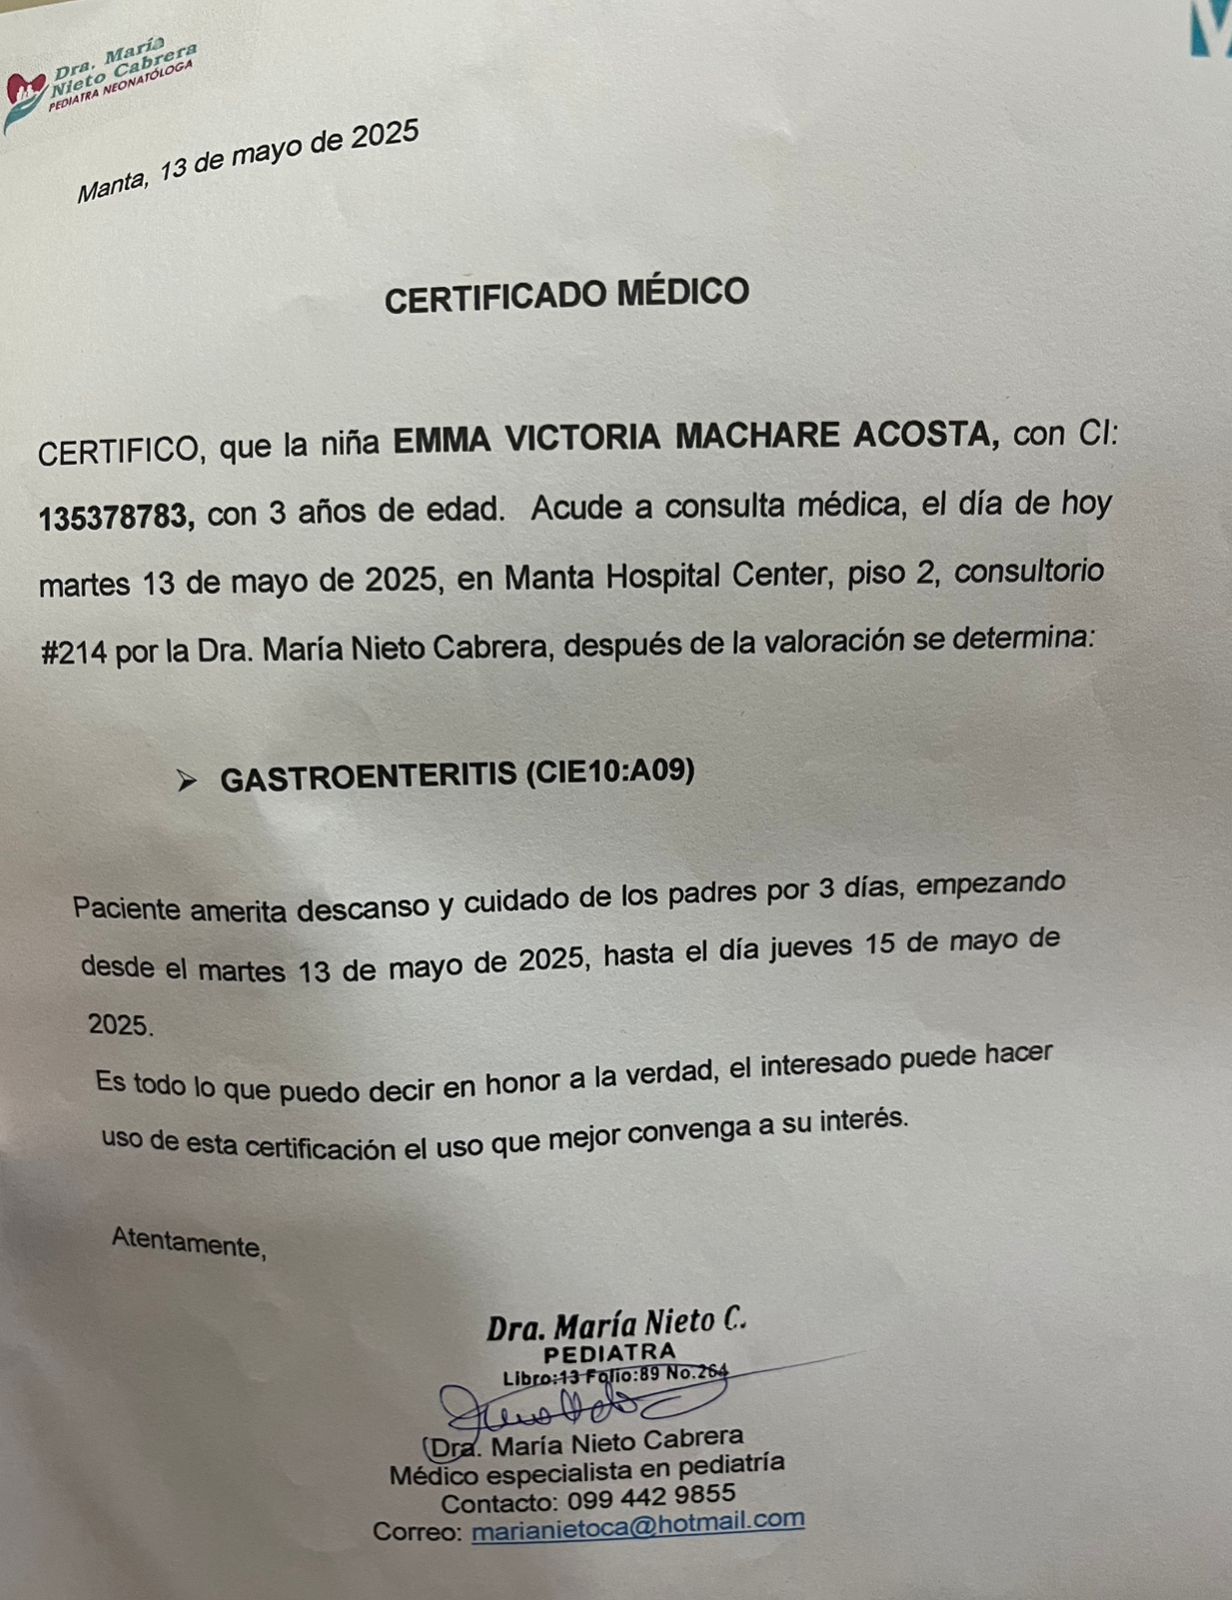 Dra. María
Nieto Cabrera
PEDIATRA NEONATÓLOGA
Manta, 13 de mayo de 2025
CERTIFICADO MÉDICO
CERTIFICO, que la niña EMMA VICTORIA MACHARE ACOSTA, con CI:
135378783, con 3 años de edad. Acude a consulta médica, el día de hoy
martes 13 de mayo de 2025, en Manta Hospital Center, piso 2, consultorio
#214 por la Dra. María Nieto Cabrera, después de la valoración se determina:
➢ GASTROENTERITIS (CIE10:A09)
Paciente amerita descanso y cuidado de los padres por 3 días, empezando
desde el martes 13 de mayo de 2025, hasta el día jueves 15 de mayo de
2025.
Es todo lo que puedo decir en honor a la verdad, el interesado puede hacer
uso de esta certificación el uso que mejor convenga a su interés.
Atentamente,
Dra. María Nieto C.
PEDIATRA
Libro:13 Folio:89 No.264
Dra. María Nieto Cabrera
Médico especialista en pediatría
Contacto: 099 442 9855
Correo: marianietoca@hotmail.com